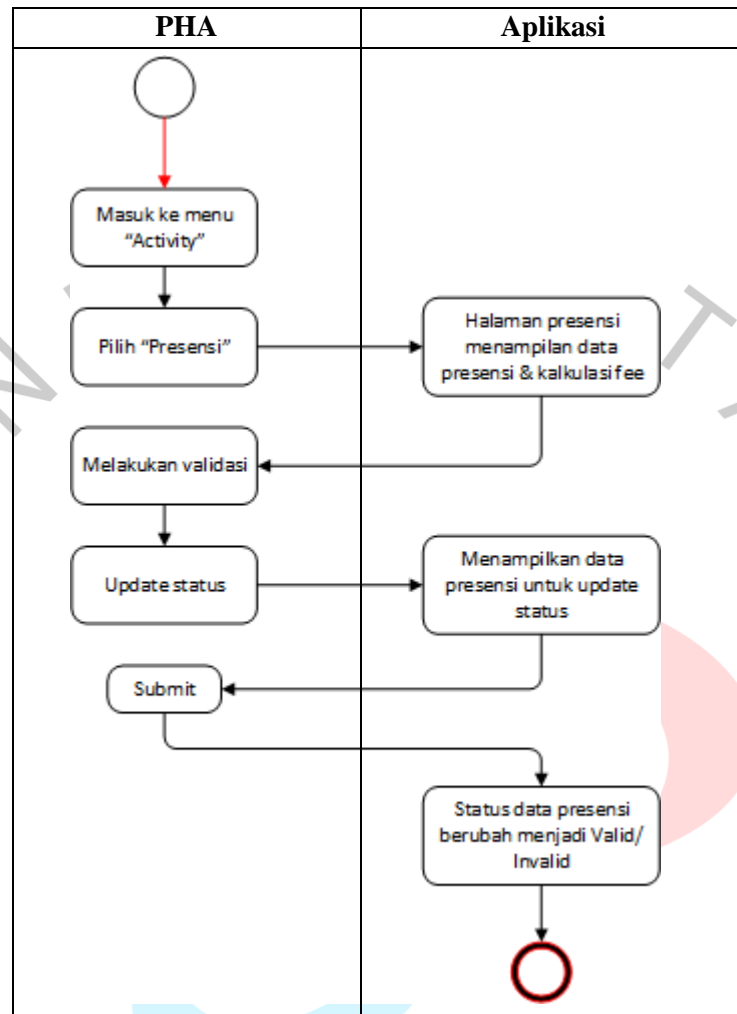 PHA
Aplikasi
Masuk ke menu
“Activity”
Pilih “Presensi”
Halaman presensi
menampilan data
presensi & kalkulasi fee
Melakukan validasi
Update status
Menampilkan data
presensi untuk update
status
Submit
Status data presensi
berubah menjadi Valid/
Invalid